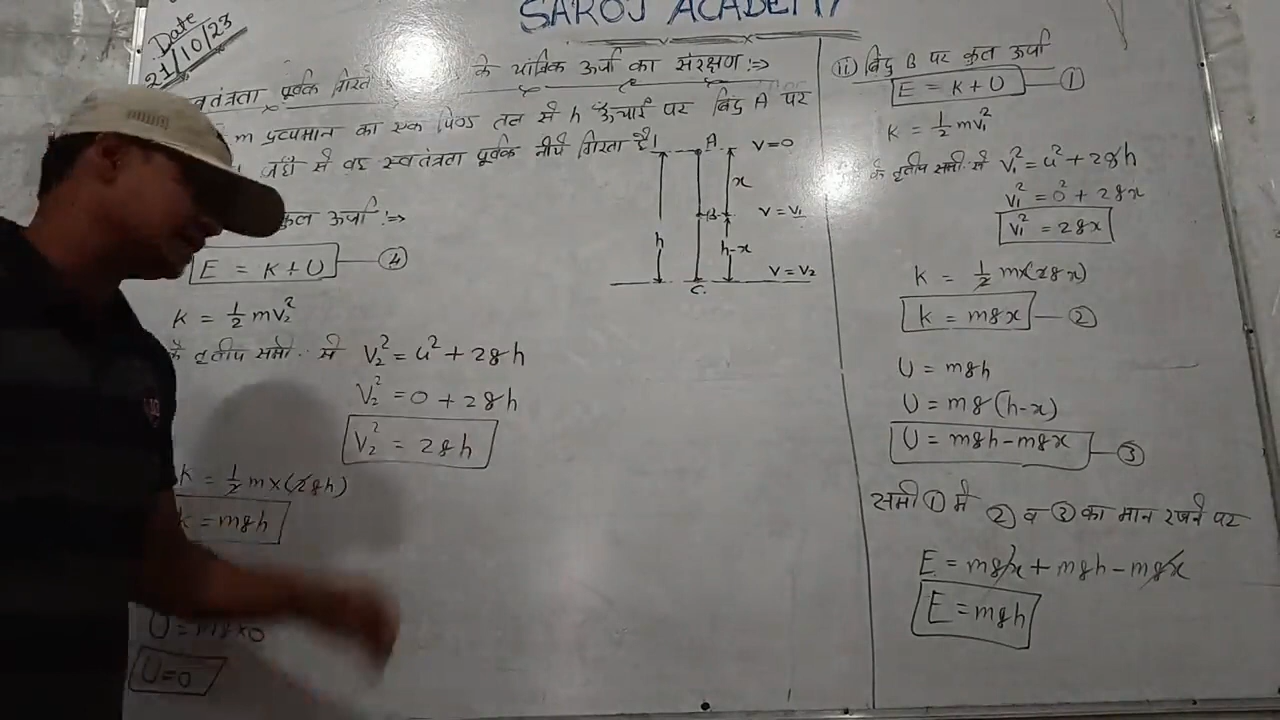 SAROJ ACADEMY
Date
21/10/23
स्वतंत्रता पूर्वक गिरते के यांत्रिक ऊर्जा का संरक्षण :->
m द्रव्यमान का एक पिण्ड तल से h ऊँचाई पर बिंदु A पर
जहाँ से वह स्वतंत्रता पूर्वक नीचे गिरता है।
कुल ऊर्जा :->
E = K+U — ④
K = 1/2 mv₂²
के तृतीय समी. से V₂² = u² + 2gh
V₂² = 0 + 2gh
V₂² = 2gh
K = 1/2 m×(2gh)
K = mgh
U = mg×0
U=0
A V=0
x
B V=V₁
h h-x
V=V₂
C
(ii) बिंदु B पर कुल ऊर्जा
E = K+U — ①
K = 1/2 mv₁²
के तृतीय समी. से V₁² = u² + 2gh
V₁² = 0² + 2gx
V₁² = 2gx
K = 1/2 m×(2gx)
K = mgx — ②
U = mgh
U = mg(h-x)
U = mgh-mgx — ③
समी ① में ② व ③ का मान रखने पर
E = mgx + mgh - mgx
E = mgh